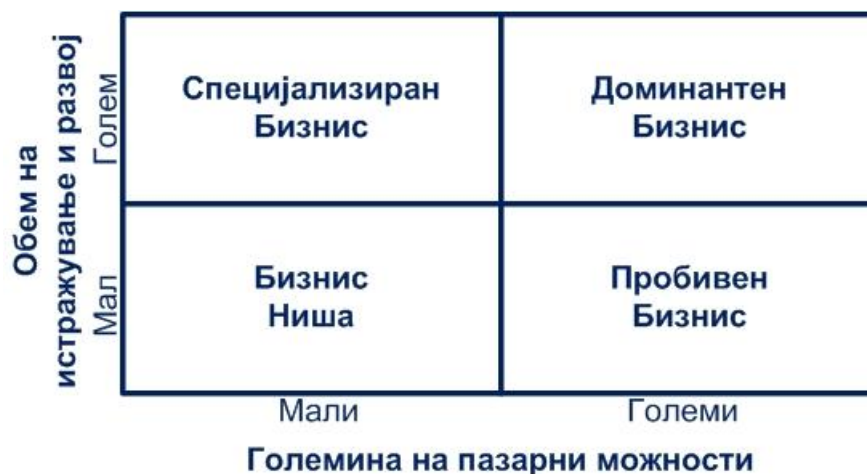 Обем на
истражување и развој
Голем
Мал
Специјализиран
Бизнис
Доминантен
Бизнис
Бизнис
Ниша
Пробивен
Бизнис
Мали
Големи
Големина на пазарни можности